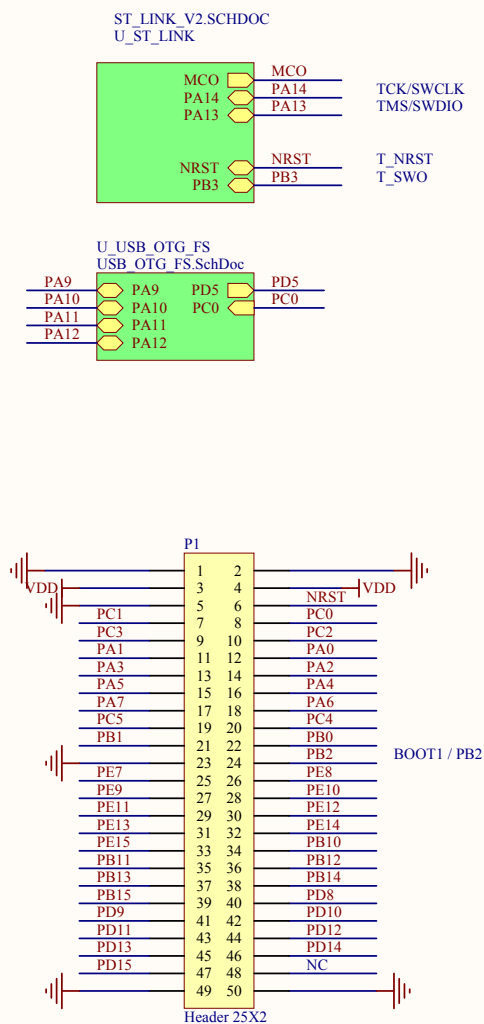 ST_LINK_V2.SCHDOC
U_ST_LINK
MCO MCO
PA14 PA14 TCK/SWCLK
PA13 PA13 TMS/SWDIO
NRST NRST T_NRST
PB3 PB3 T_SWO
U_USB_OTG_FS
USB_OTG_FS.SchDoc
PA9 PA9 PD5 PD5
PA10 PA10 PC0 PC0
PA11 PA11
PA12 PA12
P1
1 2
VDD 3 4 VDD
5 6 NRST
PC1 7 8 PC0
PC3 9 10 PC2
PA1 11 12 PA0
PA3 13 14 PA2
PA5 15 16 PA4
PA7 17 18 PA6
PC5 19 20 PC4
PB1 21 22 PB0
23 24 PB2 BOOT1 / PB2
PE7 25 26 PE8
PE9 27 28 PE10
PE11 29 30 PE12
PE13 31 32 PE14
PE15 33 34 PB10
PB11 35 36 PB12
PB13 37 38 PB14
PB15 39 40 PD8
PD9 41 42 PD10
PD11 43 44 PD12
PD13 45 46 PD14
PD15 47 48 NC
49 50
Header 25X2